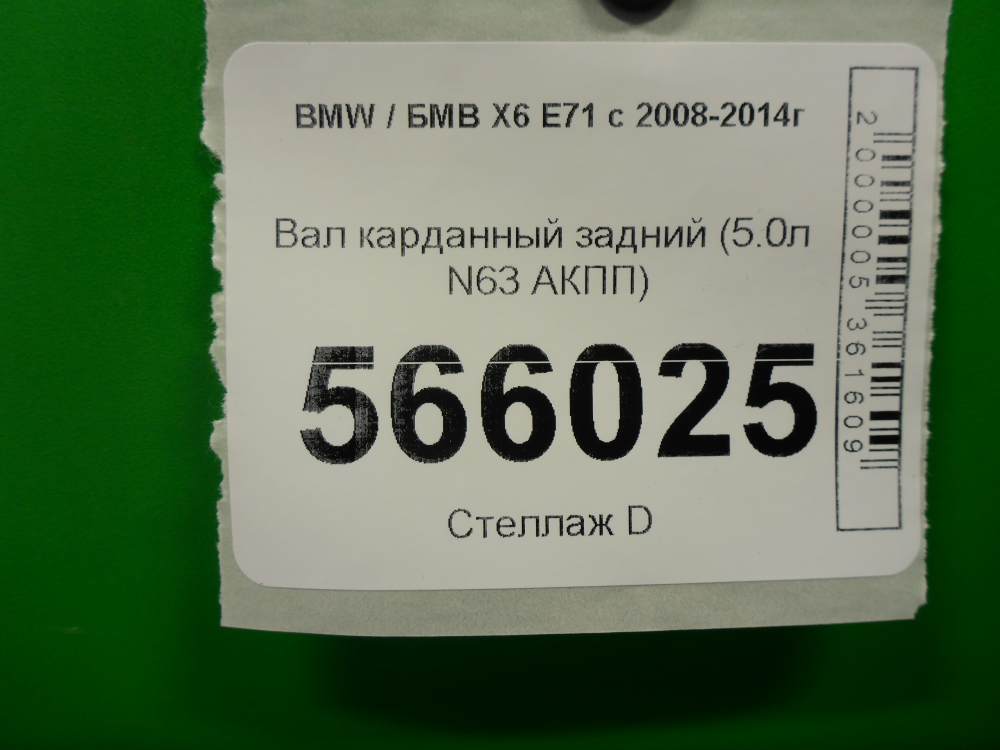 BMW / БМВ X6 E71 с 2008-2014г
Вал карданный задний (5.0л
N63 АКПП)
566025
Стеллаж D
2000005361609